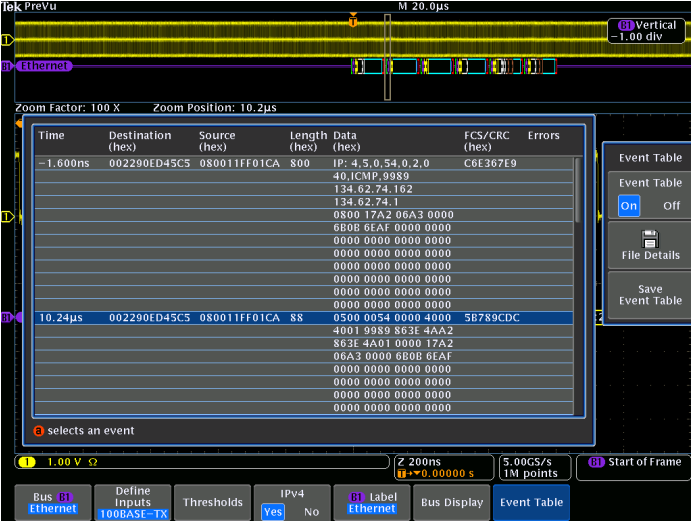 Tek PreVu M 20.0µs
T
B1 Vertical
−1.00 div
1
B1 Ethernet
Zoom Factor: 100 X Zoom Position: 10.2µs
Time Destination (hex) Source (hex) Length (hex) Data (hex) FCS/CRC (hex) Errors
−1.600ns 002290ED45C5 080011FF01CA 800 IP: 4,5,0,54,0,2,0 C6E367E9
40,ICMP,9989
134.62.74.162
134.62.74.1
0800 17A2 06A3 0000
6B0B 6EAF 0000 0000
0000 0000 0000 0000
0000 0000 0000 0000
0000 0000 0000 0000
0000 0000 0000 0000
0000 0000 0000 0000
0000 0000 0000 0000
10.24µs 002290ED45C5 080011FF01CA 88 0500 0054 0000 4000 5B789CDC
4001 9989 863E 4AA2
863E 4A01 0000 17A2
06A3 0000 6B0B 6EAF
0000 0000 0000 0000
0000 0000 0000 0000
0000 0000 0000 0000
0000 0000 0000 0000
a selects an event
Event Table
Event Table
On Off
File Details
Save
Event Table
1
B1
2
1 1.00 V Ω
Z 200ns
T→▼0.00000 s
5.00GS/s
1M points
B1 Start of Frame
Bus B1
Ethernet
Define
Inputs
100BASE−TX
Thresholds
IPv4
Yes No
B1 Label
Ethernet
Bus Display
Event Table